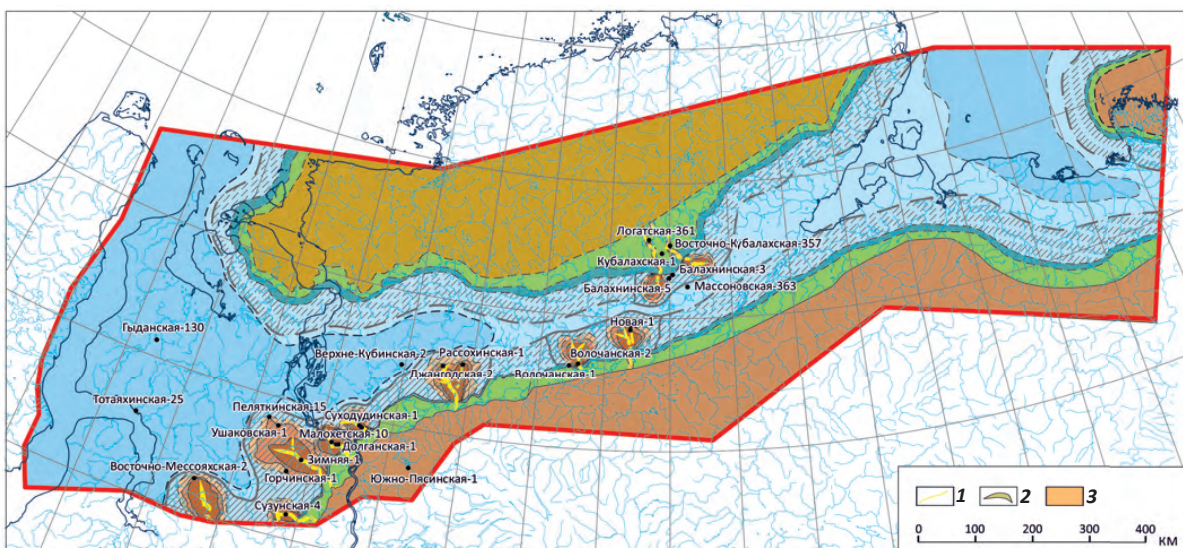 Логатская-361
Восточно-Кубалахская-357
Кубалахская-1
Балахнинская-3
Балахнинская-5
Массоновская-363
Гыданская-130
Новая-1
Верхне-Кубинская-2
Рассохинская-1
Волочанская-2
Джангодская-2
Волочанская-1
Тотаяхинская-25
Пеляткинская-15
Суходудинская-1
Ушаковская-1
Малохетская-10
Долганская-1
Зимняя-1
Восточно-Мессояхская-2
Горчинская-1
Южно-Пясинская-1
Сузунская-4
1 2 3
0 100 200 300 400
КМ